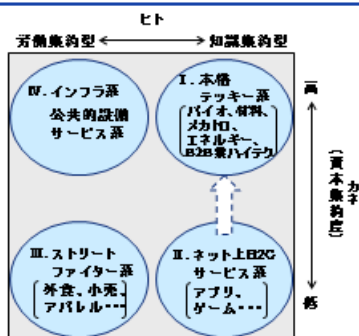 ヒト
労働集約型
知識集約型
Ⅳ.インフラ系
公共的設備
サービス系
Ⅰ.本格
テッキー系
バイオ、材料、
メカトロ、
エネルギー、
B2B業ハイテク
高
カネ
(資本集約度)
低
Ⅲ.ストリート
ファイター系
外食、小売、
アパレル…
Ⅱ.ネット上B2C
サービス系
アプリ、
ゲーム…